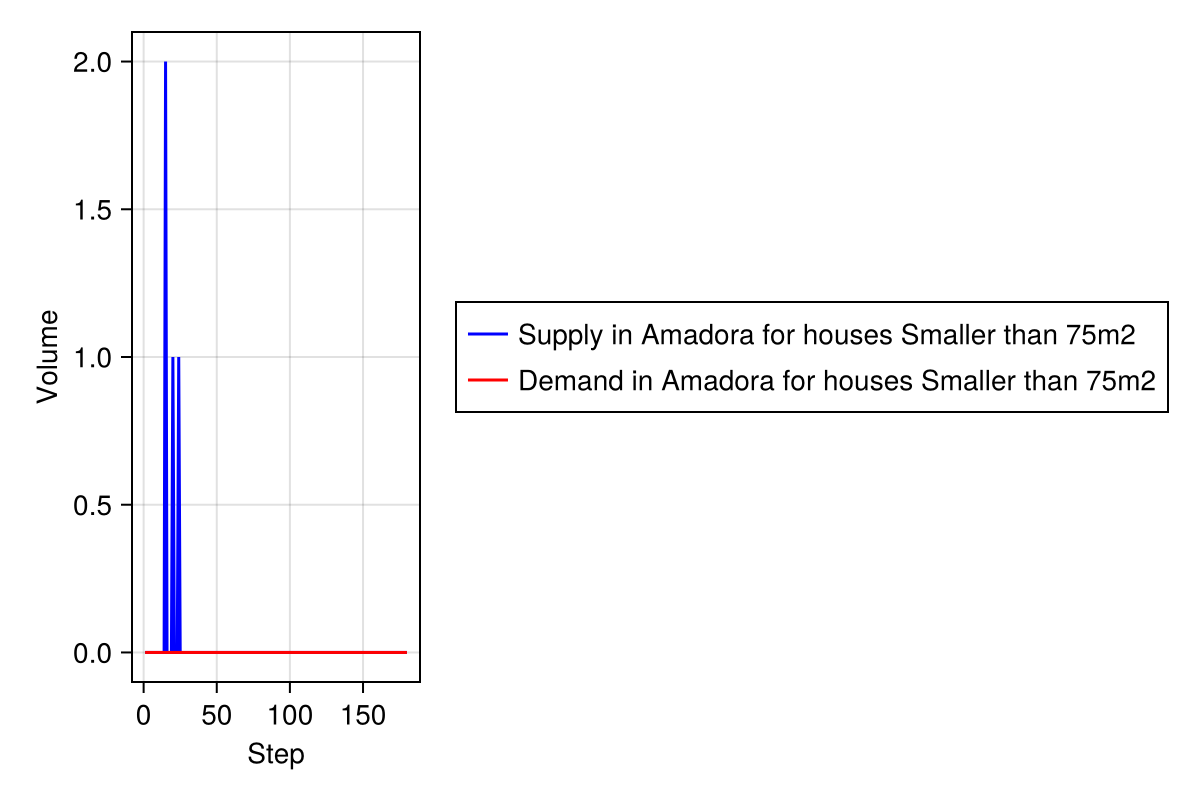 2.0
1.5
1.0
0.5
0.0
Volume
0 50 100 150
Step
Supply in Amadora for houses Smaller than 75m2
Demand in Amadora for houses Smaller than 75m2